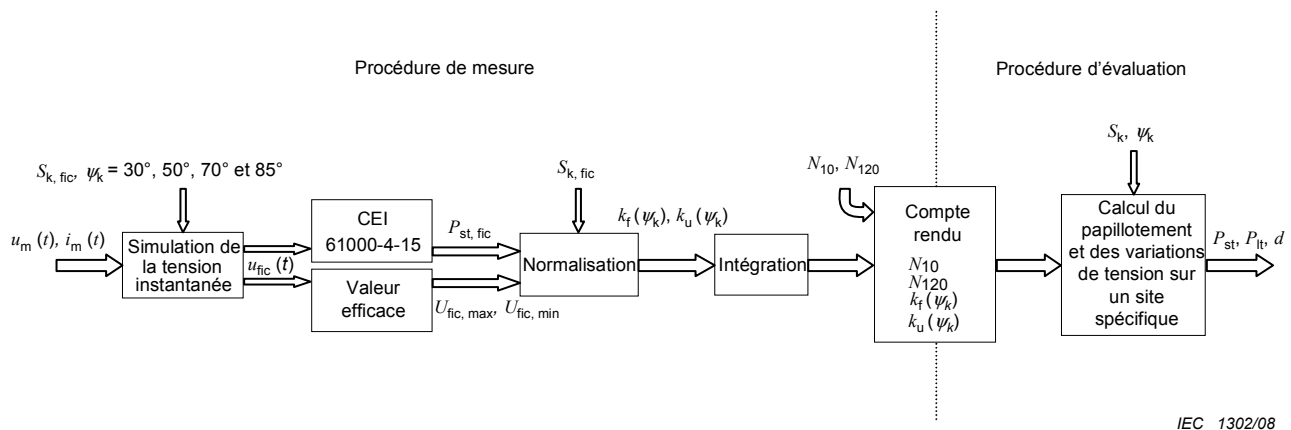 Procédure de mesure
Procédure d'évaluation
S_k, fic, ψ_k = 30°, 50°, 70° et 85°
u_m (t), i_m (t)
Simulation de
la tension
instantanée
u_fic (t)
CEI
61000-4-15
Valeur
efficace
P_st, fic
U_fic, max, U_fic, min
S_k, fic
Normalisation
k_f (ψ_k), k_u (ψ_k)
Intégration
N_10, N_120
Compte
rendu
N_10
N_120
k_f (ψ_k)
k_u (ψ_k)
S_k, ψ_k
Calcul du
papillotement
et des variations
de tension sur
un site
spécifique
P_st, P_lt, d
IEC 1302/08